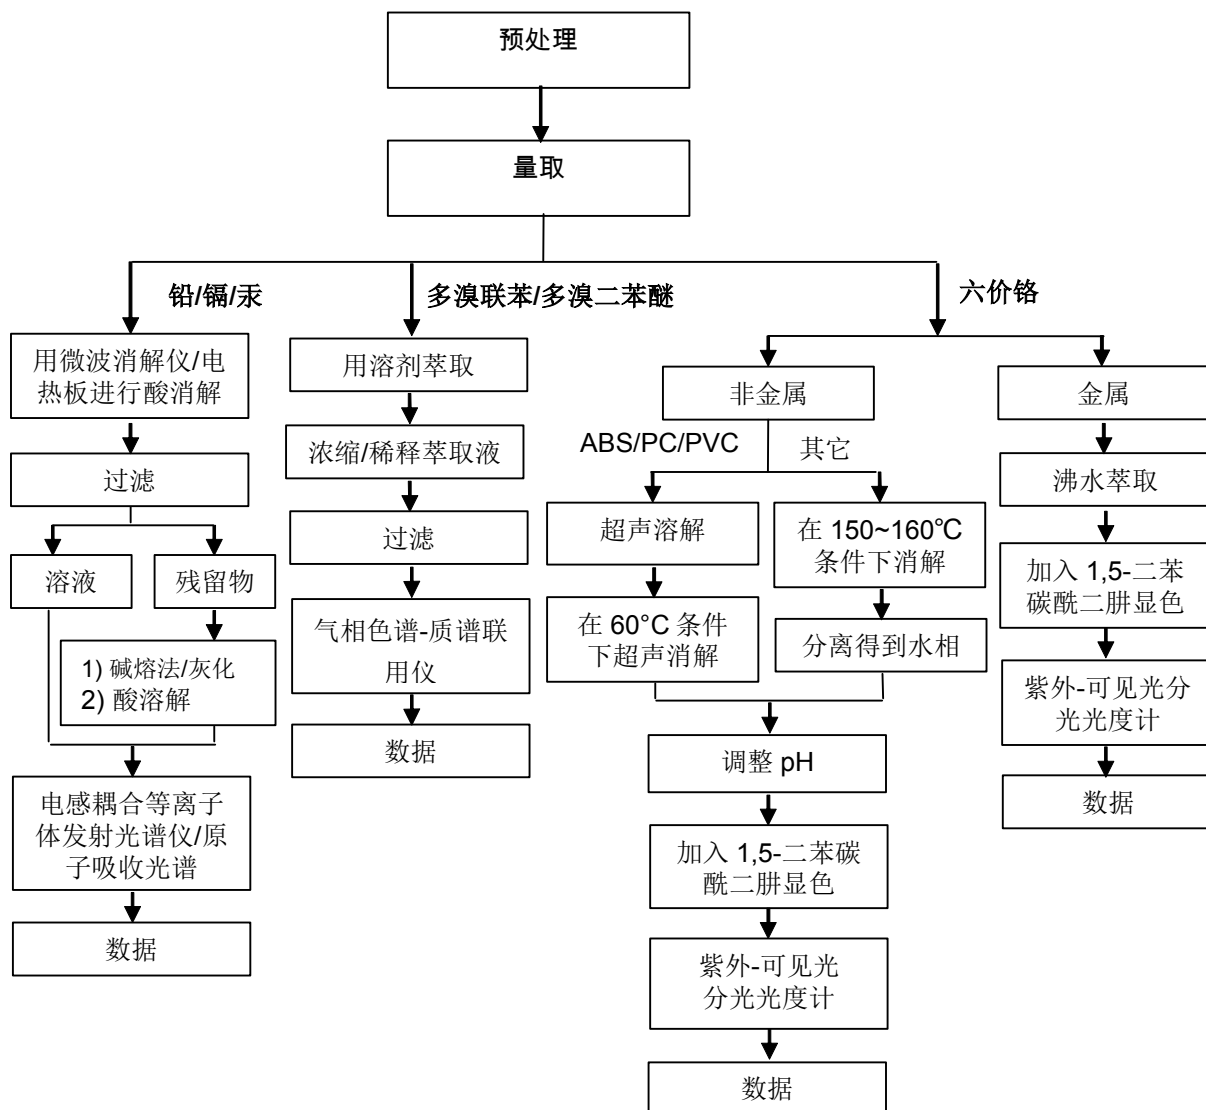 预处理
量取
铅/镉/汞
多溴联苯/多溴二苯醚
六价铬
用微波消解仪/电
热板进行酸消解
过滤
溶液
残留物
1) 碱熔法/灰化
2) 酸溶解
电感耦合等离子
体发射光谱仪/原
子吸收光谱
数据
用溶剂萃取
浓缩/稀释萃取液
过滤
气相色谱-质谱联
用仪
数据
非金属
ABS/PC/PVC
其它
超声溶解
在 60°C 条件
下超声消解
在 150~160℃
条件下消解
分离得到水相
调整 pH
加入 1,5-二苯碳
酰二肼显色
紫外-可见光
分光光度计
数据
金属
沸水萃取
加入 1,5-二苯
碳酰二肼显色
紫外-可见光分
光光度计
数据